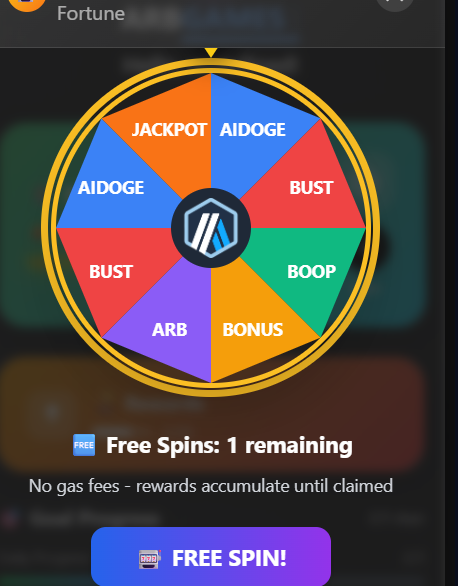 Fortune
JACKPOT
AIDOGE
AIDOGE
BUST
BUST
BOOP
ARB
BONUS
FREE
Free Spins: 1 remaining
No gas fees - rewards accumulate until claimed
FREE SPIN!